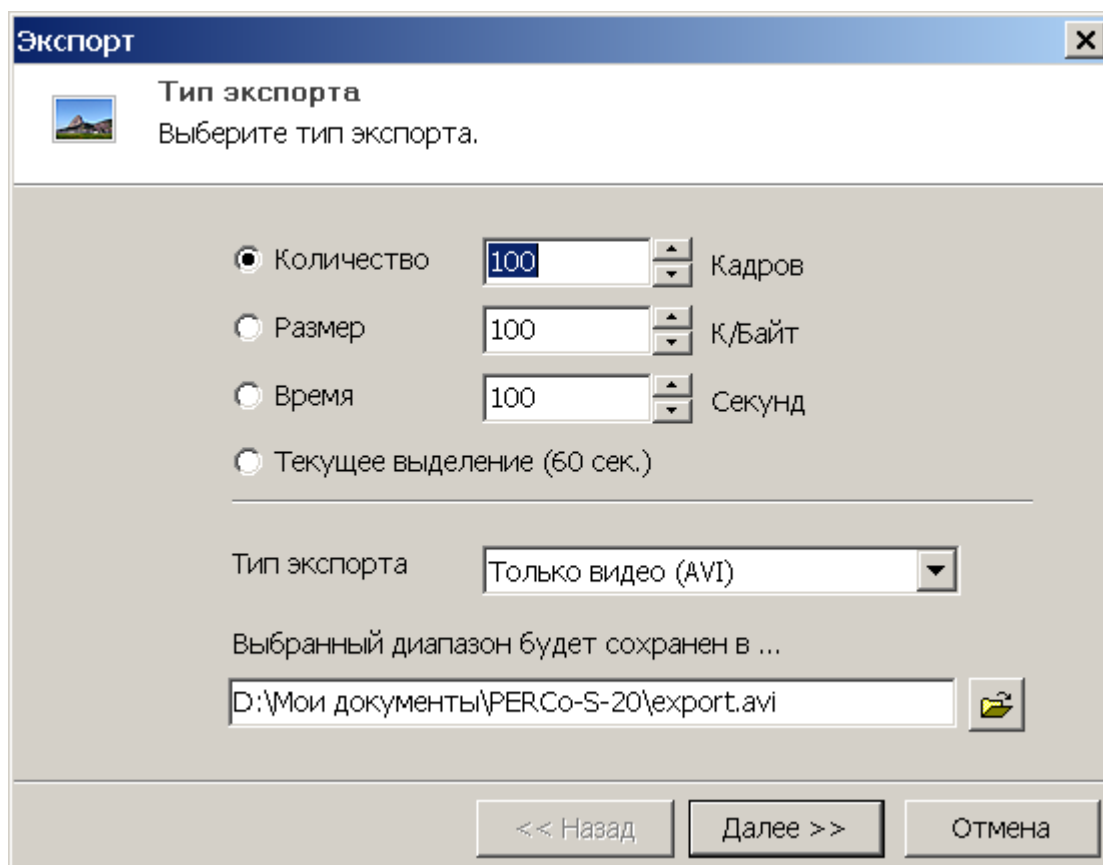 Экспорт
Тип экспорта
Выберите тип экспорта.
Количество 100 Кадров
Размер 100 К/Байт
Время 100 Секунд
Текущее выделение (60 сек.)
Тип экспорта Только видео (AVI)
Выбранный диапазон будет сохранен в ...
D:\Мои документы\PERCo-S-20\export.avi
<< Назад Далее >> Отмена